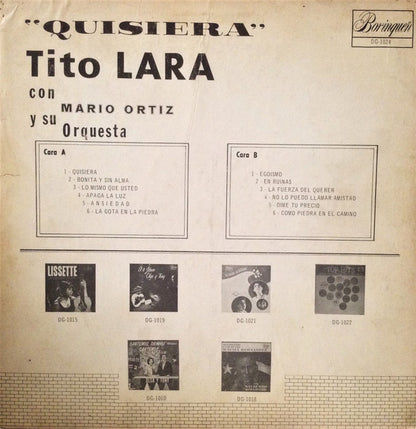 "QUISIERA"
Borinquen
DG-1024
Tito LARA
con
MARIO ORTIZ
y su
Orquesta
Cara A
1 - QUISIERA
2 - BONITA Y SIN ALMA
3 - LO MISMO QUE USTED
4 - APAGA LA LUZ
5 - ANSIEDAD
6 - LA GOTA EN LA PIEDRA
Cara B
1 - EGOISMO
2 - EN RUINAS
3 - LA FUERZA DEL QUERER
4 - NO LO PUEDO LLAMAR AMISTAD
5 - DIME TU PRECIO
6 - COMO PIEDRA EN EL CAMINO
LISSETTE
DG-1015
DG-1019
DG-1021
DG-1022
DG-1018